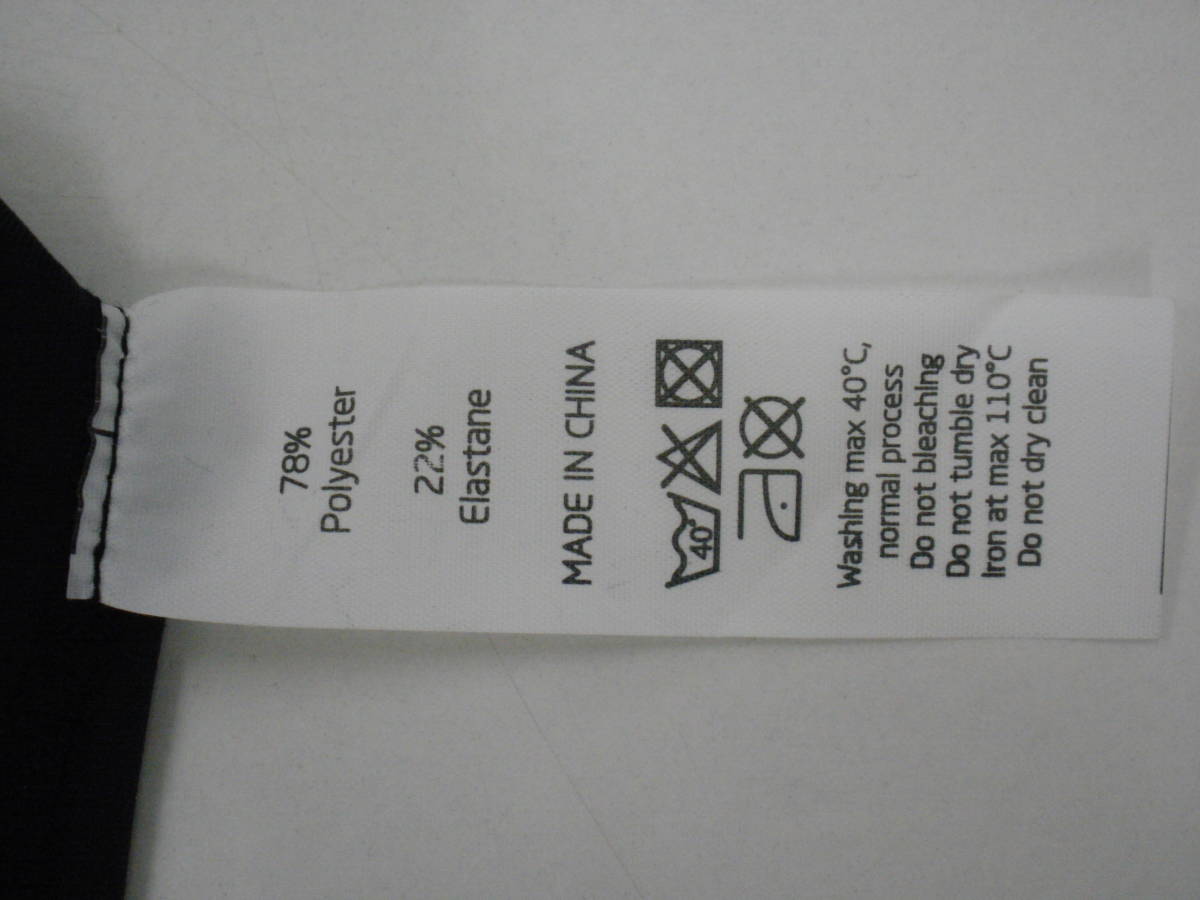 78%
Polyester
22%
Elastane
MADE IN CHINA
40°
Washing max 40°C,
normal process
Do not bleaching
Do not tumble dry
Iron at max 110°C
Do not dry clean